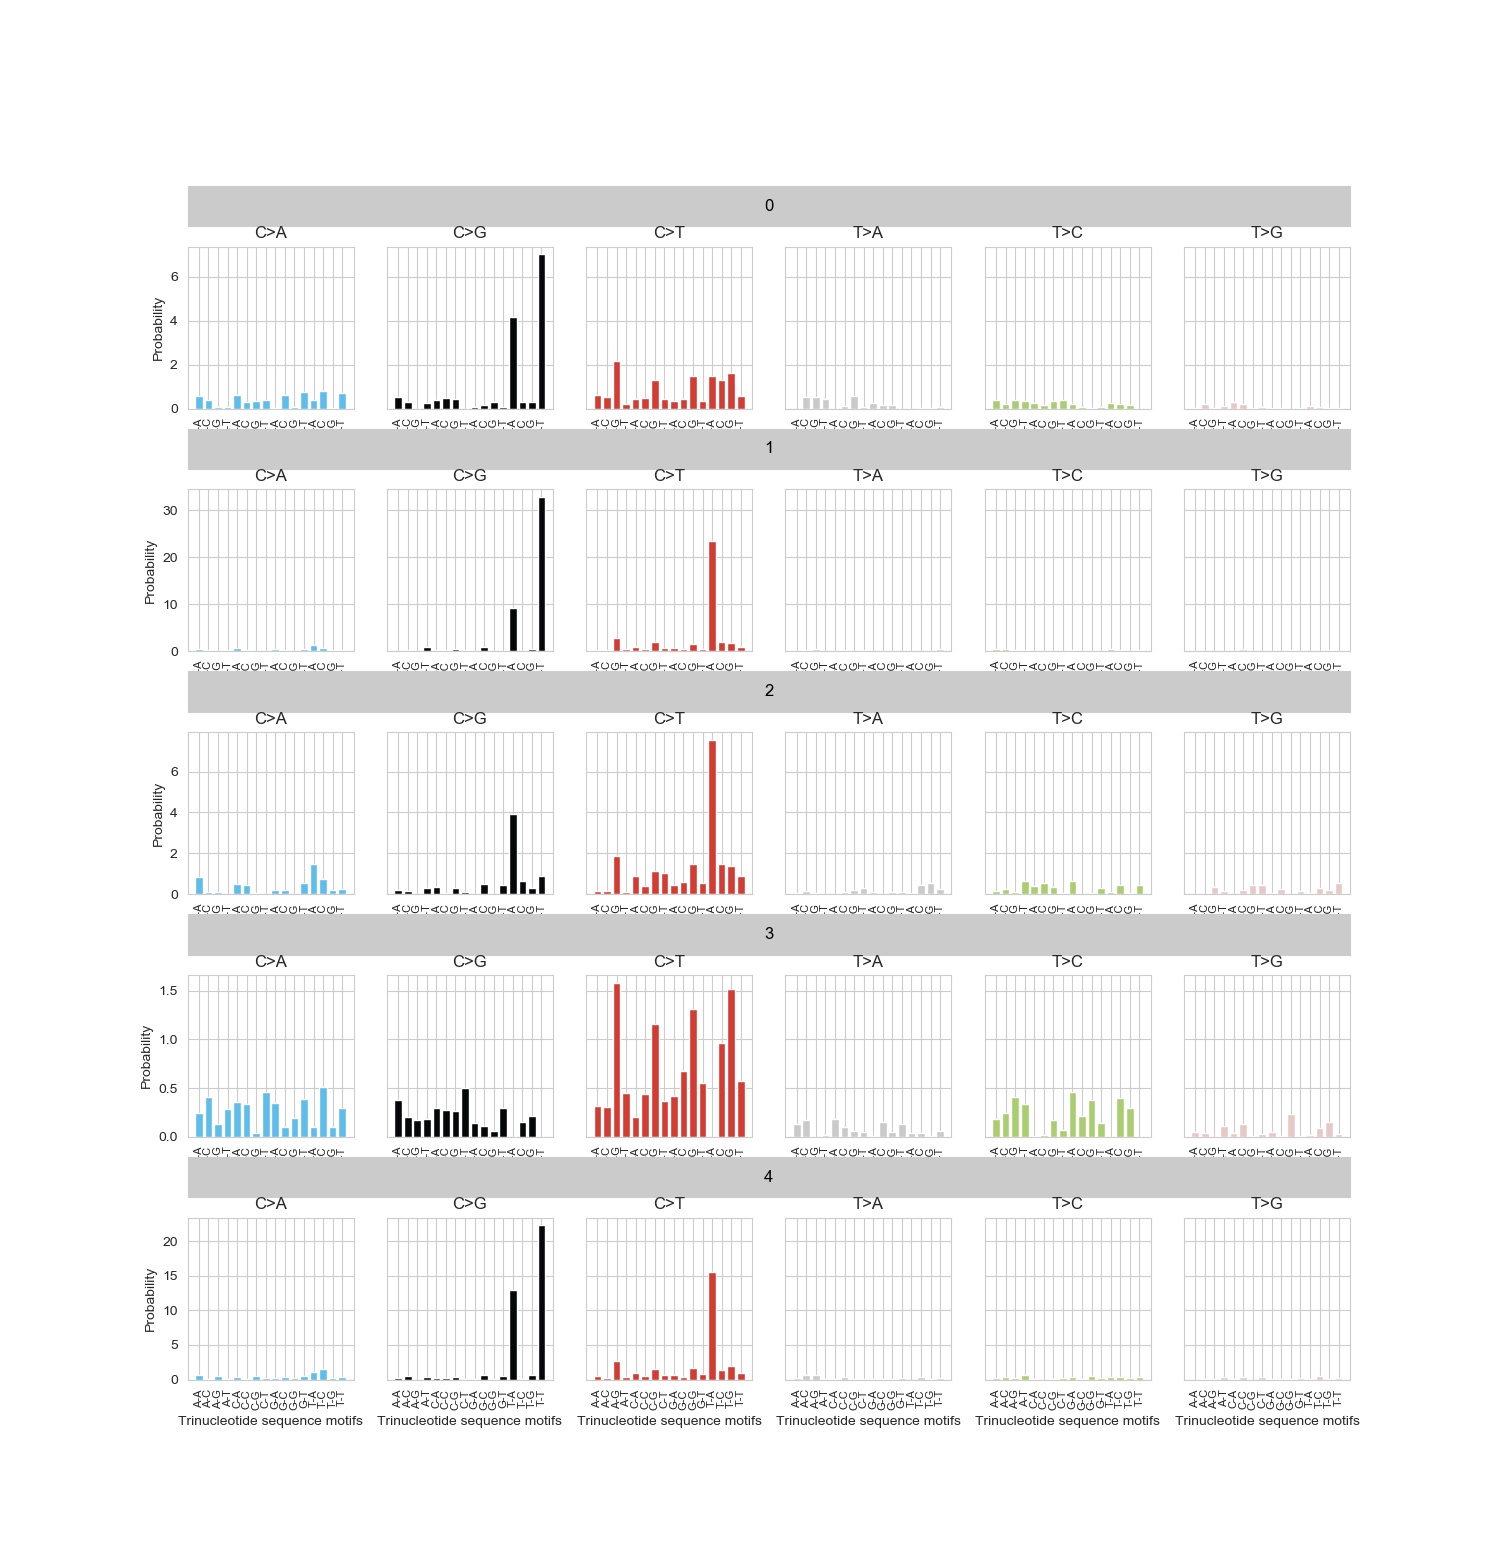 0
C>A C>G C>T T>A T>C T>G
Probability
6
4
2
0
1
C>A C>G C>T T>A T>C T>G
Probability
30
20
10
0
2
C>A C>G C>T T>A T>C T>G
Probability
6
4
2
0
3
C>A C>G C>T T>A T>C T>G
Probability
1.5
1.0
0.5
0.0
4
C>A C>G C>T T>A T>C T>G
Probability
20
15
10
5
0
A-A A-C A-G A-T C-A C-C C-G C-T G-A G-C G-G G-T T-A T-C T-G T-T
A-A A-C A-G A-T C-A C-C C-G C-T G-A G-C G-G G-T T-A T-C T-G T-T
A-A A-C A-G A-T C-A C-C C-G C-T G-A G-C G-G G-T T-A T-C T-G T-T
A-A A-C A-G A-T C-A C-C C-G C-T G-A G-C G-G G-T T-A T-C T-G T-T
A-A A-C A-G A-T C-A C-C C-G C-T G-A G-C G-G G-T T-A T-C T-G T-T
A-A A-C A-G A-T C-A C-C C-G C-T G-A G-C G-G G-T T-A T-C T-G T-T
Trinucleotide sequence motifs Trinucleotide sequence motifs Trinucleotide sequence motifs Trinucleotide sequence motifs Trinucleotide sequence motifs Trinucleotide sequence motifs